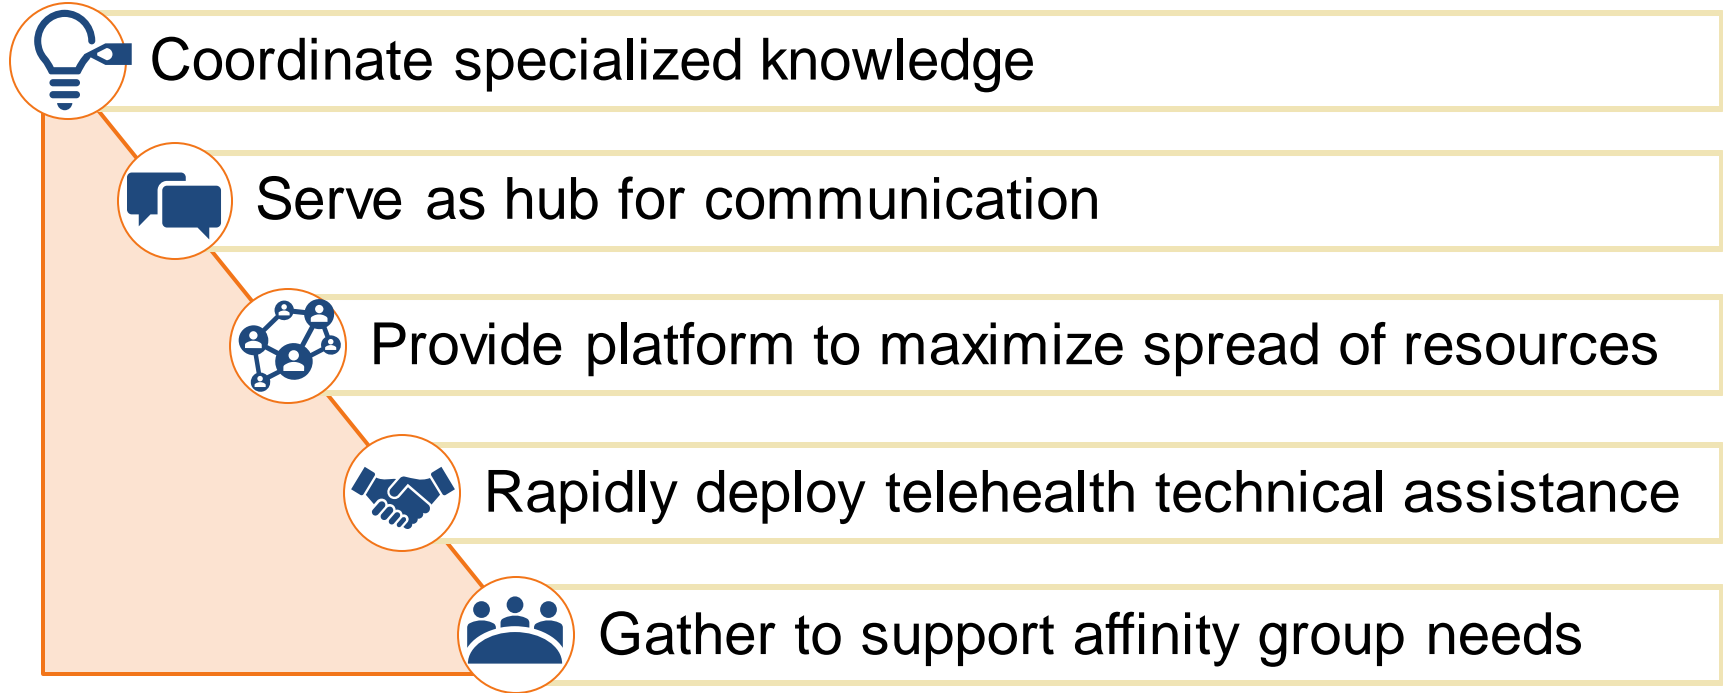 Coordinate specialized knowledge
Serve as hub for communication
Provide platform to maximize spread of resources
Rapidly deploy telehealth technical assistance
Gather to support affinity group needs